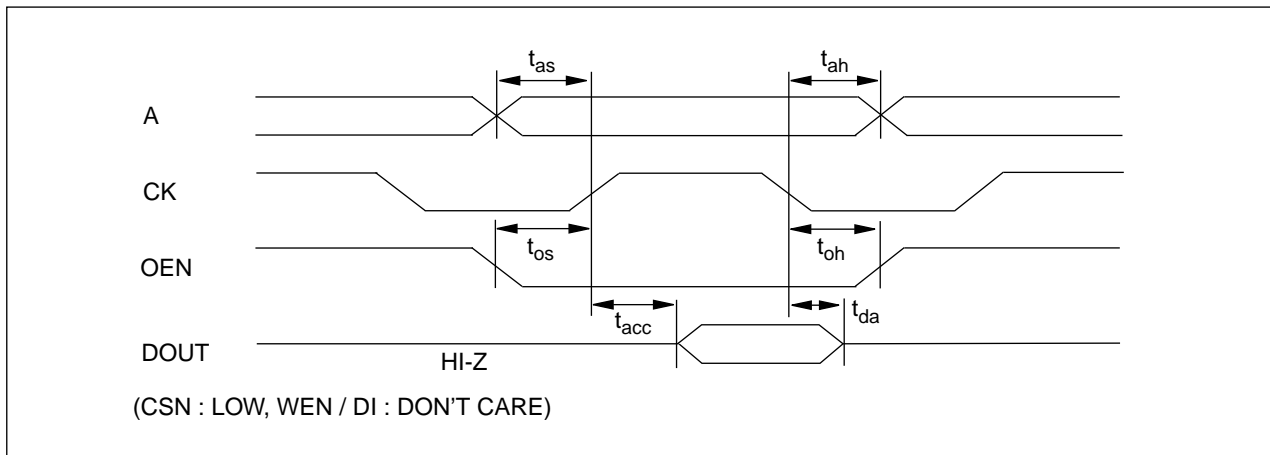 tas
tah
A
CK
tos
toh
OEN
tacc
tda
DOUT
HI-Z
(CSN : LOW, WEN / DI : DON'T CARE)